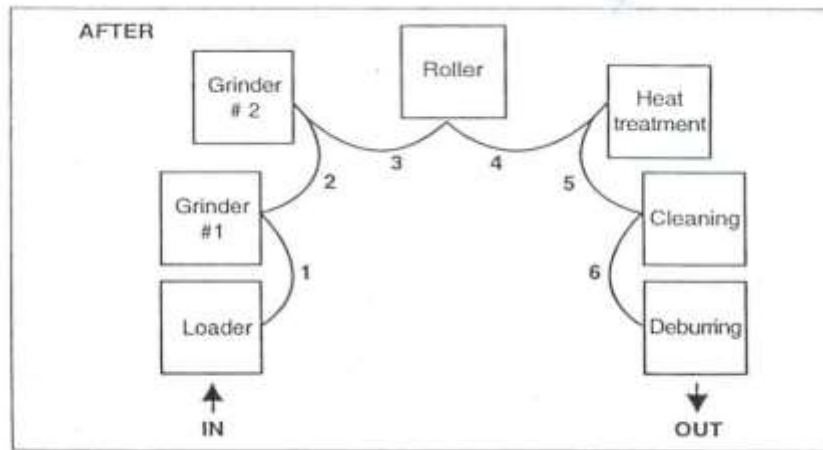 AFTER
Roller
Grinder
# 2
Heat
treatment
3
4
2
5
Grinder
#1
Cleaning
1
6
Loader
Deburring
IN
OUT